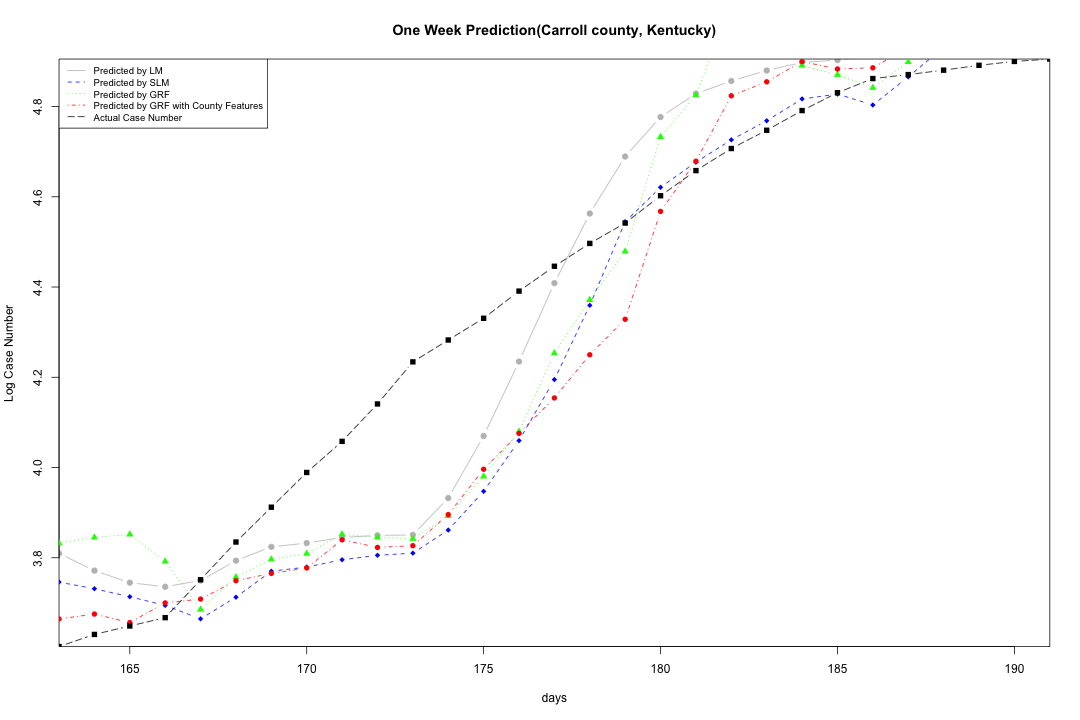 One Week Prediction(Carroll county, Kentucky)
Predicted by LM
Predicted by SLM
Predicted by GRF
Predicted by GRF with County Features
Actual Case Number
4.8
4.6
4.4
4.2
4.0
3.8
Log Case Number
165 170 175 180 185 190
days